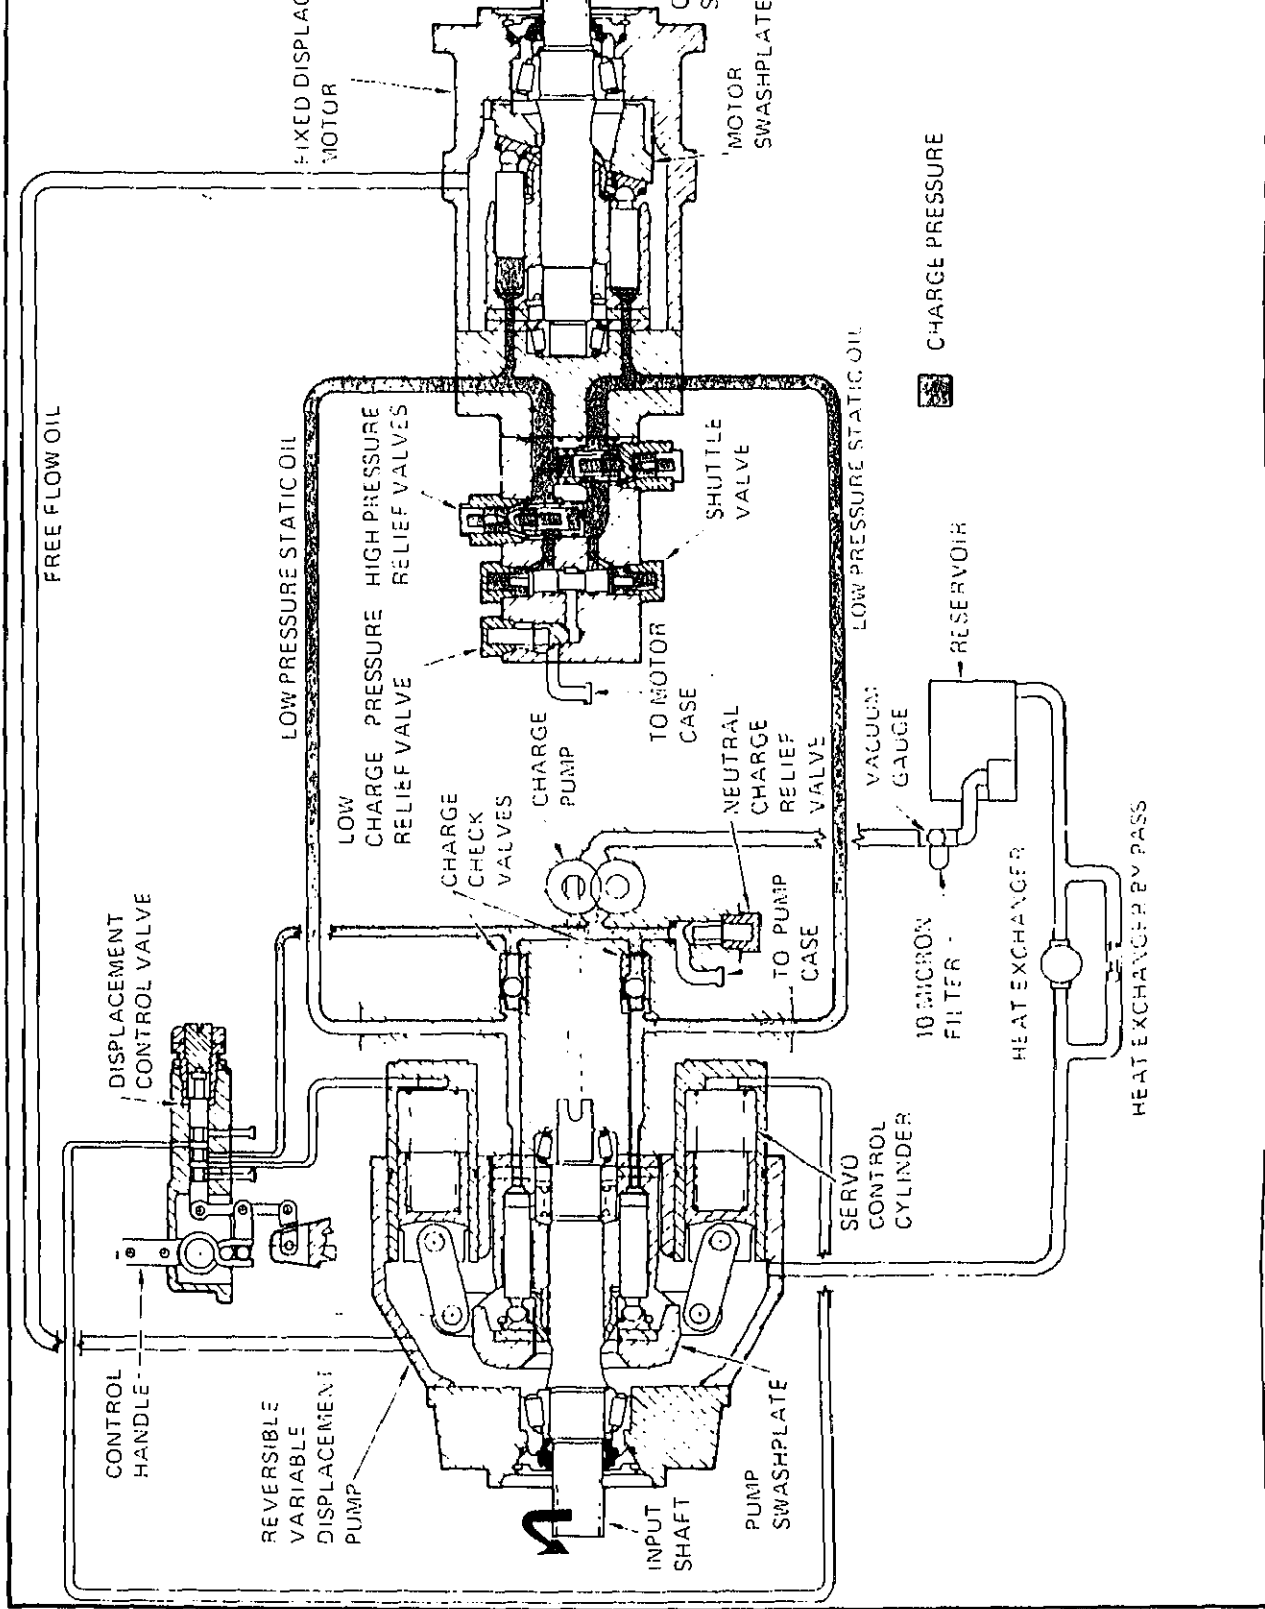 CONTROL
HANDLE
DISPLACEMENT
CONTROL VALVE
FREE FLOW OIL
FIXED DISPLAC
MOTOR
REVERSIBLE
VARIABLE
DISPLACEMENT
PUMP
LOW PRESSURE STATIC OIL
LOW
CHARGE PRESSURE
RELIEF VALVE
HIGH PRESSURE
RELIEF VALVES
CHARGE
CHECK
VALVES
CHARGE
PUMP
TO MOTOR
CASE
SHUTTLE
VALVE
MOTOR
SWASHPLATE
INPUT
SHAFT
PUMP
SWASHPLATE
SERVO
CONTROL
CYLINDER
TO PUMP
CASE
NEUTRAL
CHARGE
RELIEF
VALVE
LOW PRESSURE STATIC OIL
VACUUM
GAUGE
RESERVOIR
CHARGE PRESSURE
10 MICRON
FILTER
HEAT EXCHANGER
HEAT EXCHANGER BY PASS